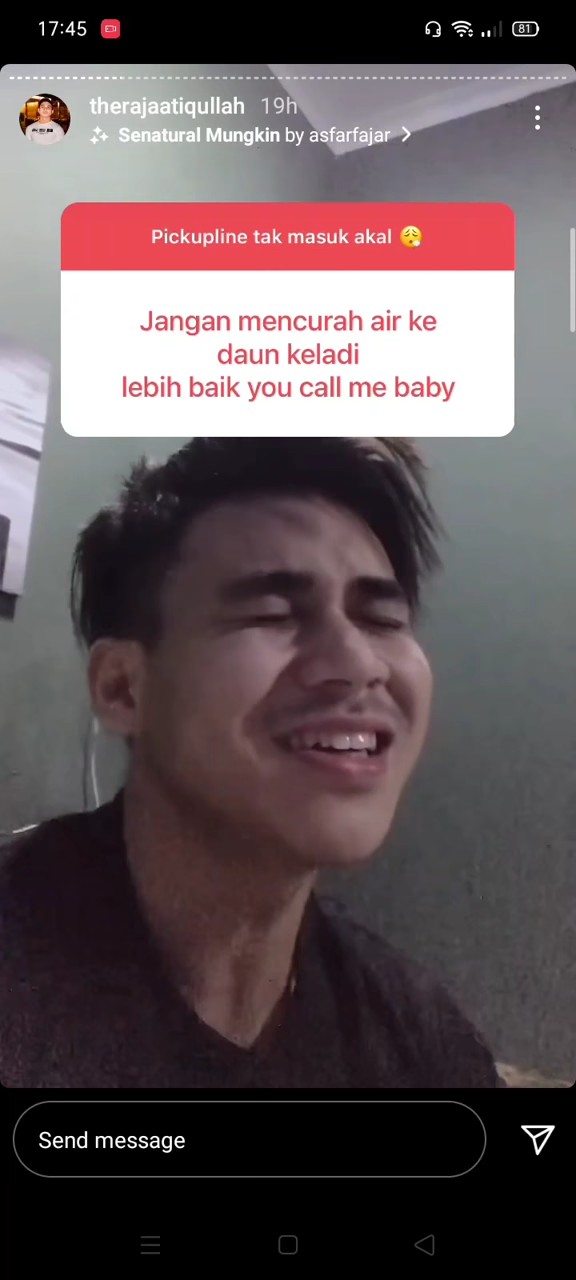 17:45
81
therajaatiqullah 19h
Senatural Mungkin by asfarfajar
Pickupline tak masuk akal 😮‍💨
Jangan mencurah air ke
daun keladi
lebih baik you call me baby
Send message